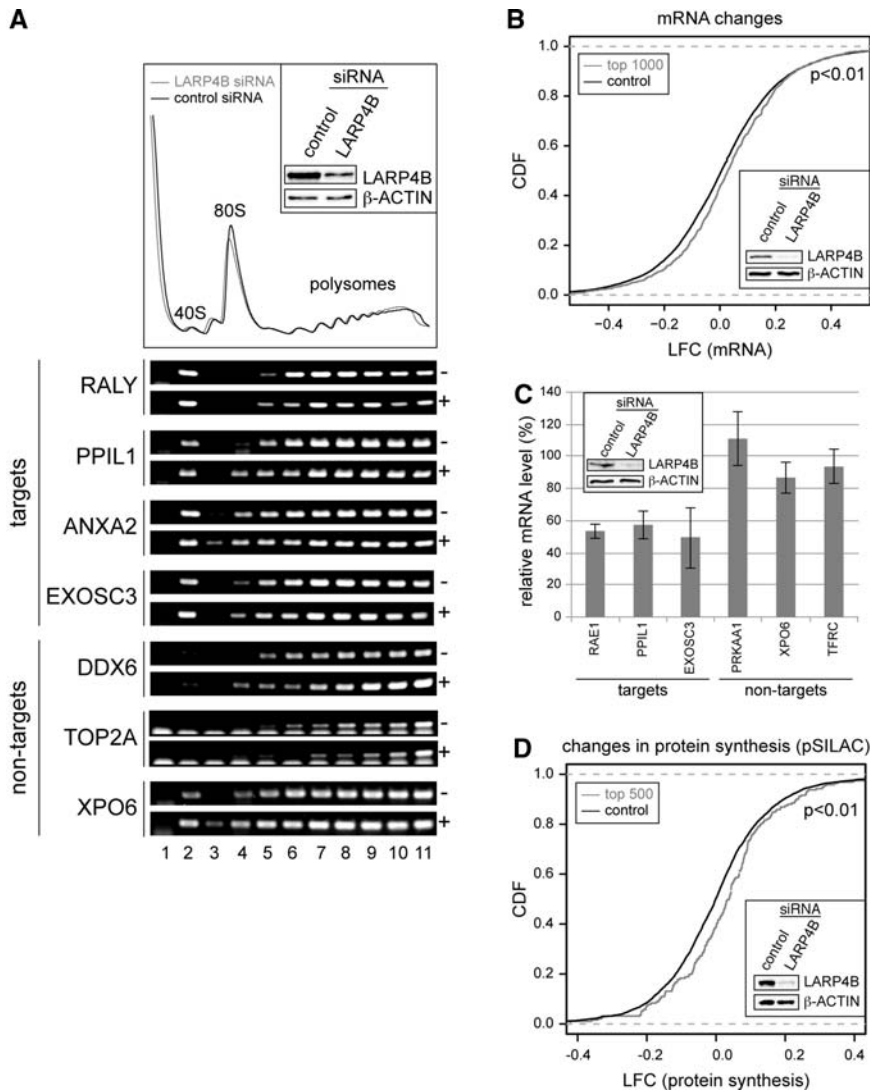 A
LARP4B siRNA
control siRNA
siRNA
control
LARP4B
LARP4B
β-ACTIN
80S
40S
polysomes
targets
RALY
-
+
PPIL1
-
+
ANXA2
-
+
EXOSC3
-
+
non-targets
DDX6
-
+
TOP2A
-
+
XPO6
-
+
1 2 3 4 5 6 7 8 9 10 11
B
mRNA changes
top 1000
control
p<0.01
CDF
1.0
0.8
0.6
0.4
0.2
0.0
siRNA
control
LARP4B
LARP4B
β-ACTIN
−0.4 −0.2 0.0 0.2 0.4
LFC (mRNA)
C
relative mRNA level (%)
140
120
100
80
60
40
20
0
siRNA
control
LARP4B
LARP4B
β-ACTIN
RAE1
PPIL1
EXOSC3
PRKAA1
XPO6
TFRC
targets non-targets
D
changes in protein synthesis (pSILAC)
top 500
control
p<0.01
CDF
1.0
0.8
0.6
0.4
0.2
0.0
siRNA
control
LARP4B
LARP4B
β-ACTIN
-0.4 -0.2 0.0 0.2 0.4
LFC (protein synthesis)